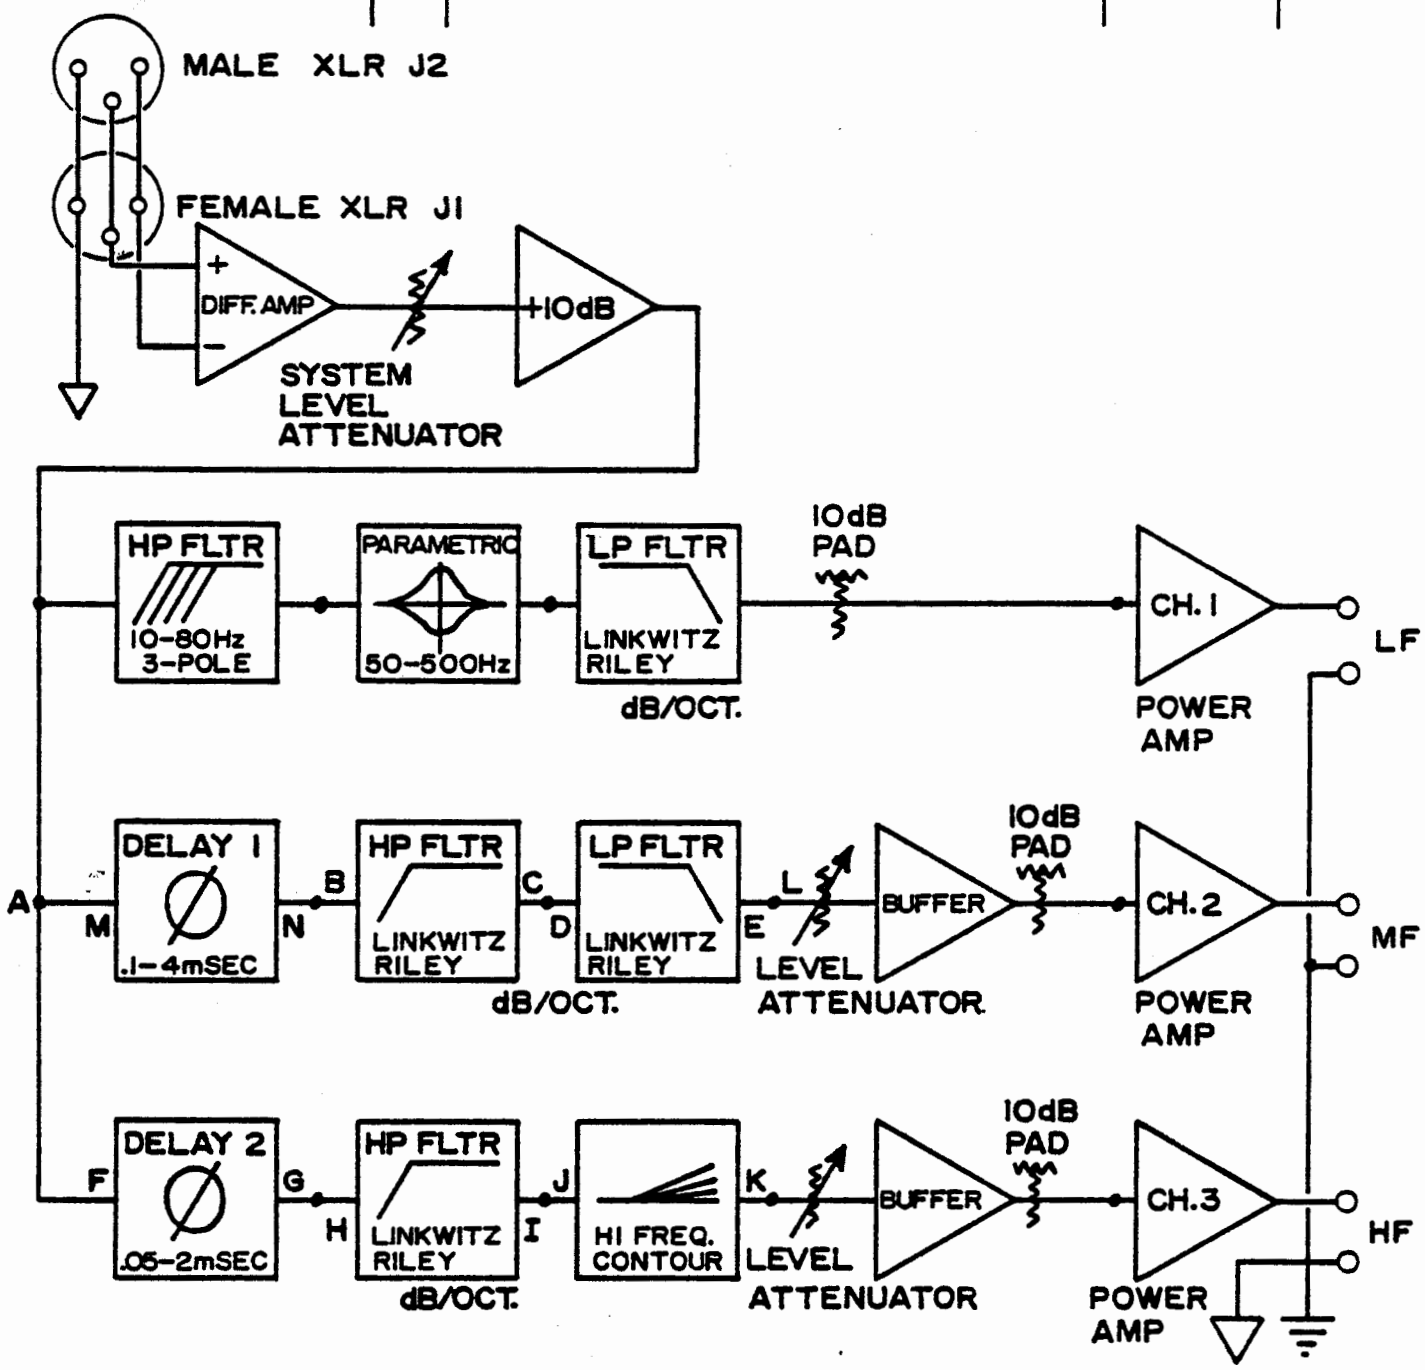 MALE XLR J2
FEMALE XLR J1
+
DIFF. AMP
−
+10dB
SYSTEM
LEVEL
ATTENUATOR
HP FLTR
10-80Hz
3-POLE
PARAMETRIC
50-500Hz
LP FLTR
LINKWITZ
RILEY
dB/OCT.
10dB
PAD
CH. 1
POWER
AMP
LF
A
M
DELAY 1
.1-4mSEC
N
B
HP FLTR
LINKWITZ
RILEY
dB/OCT.
C
D
LP FLTR
LINKWITZ
RILEY
E
L
LEVEL
ATTENUATOR
BUFFER
10dB
PAD
CH. 2
POWER
AMP
MF
F
DELAY 2
.05-2mSEC
G
H
HP FLTR
LINKWITZ
RILEY
dB/OCT.
I
J
HI FREQ.
CONTOUR
K
LEVEL
ATTENUATOR
BUFFER
10dB
PAD
CH. 3
POWER
AMP
HF